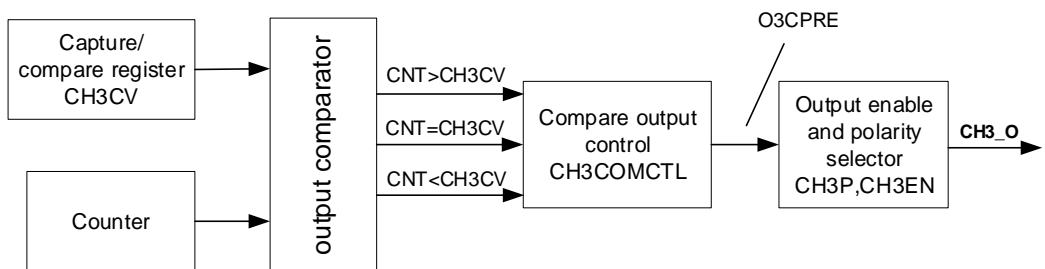 O3CPRE
Capture/
compare register
CH3CV
Counter
output comparator
CNT>CH3CV
CNT=CH3CV
CNT<CH3CV
Compare output
control
CH3COMCTL
Output enable
and polarity
selector
CH3P,CH3EN
CH3_O